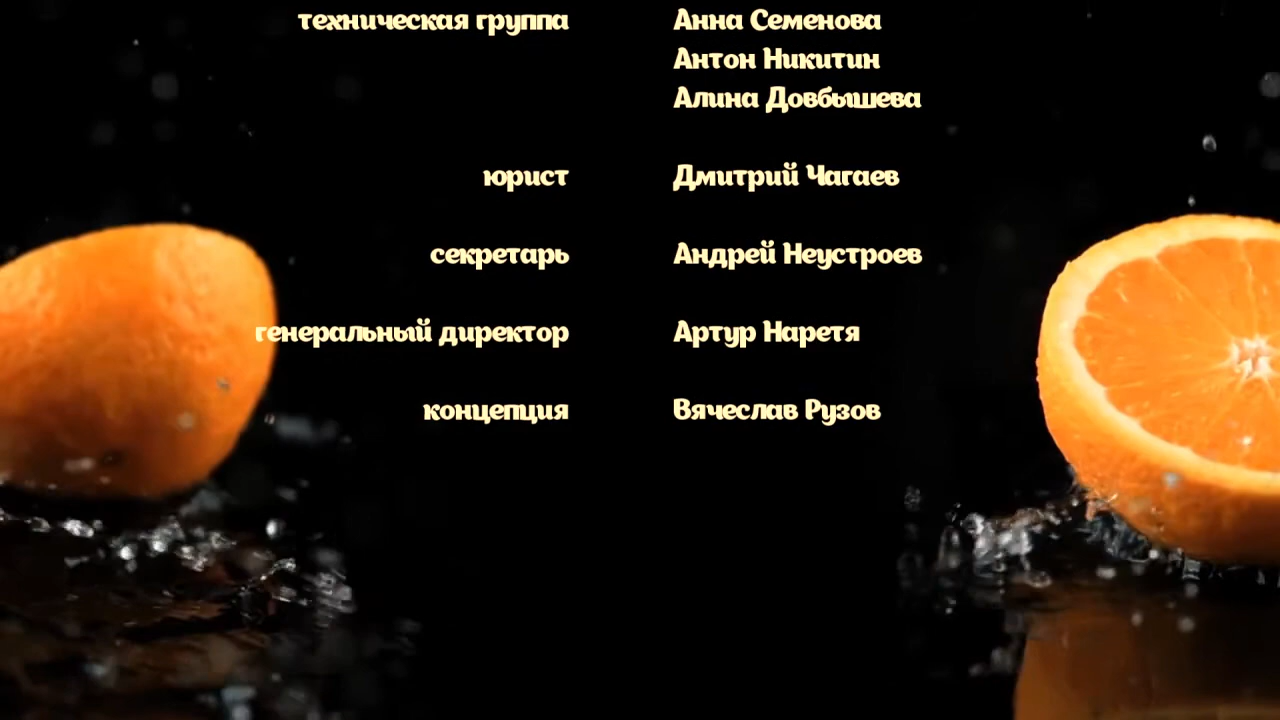 техническая группа Анна Семенова
Антон Никитин
Алина Довбышева
юрист Дмитрий Чагаев
секретарь Андрей Неустроев
генеральный директор Артур Наретя
концепция Вячеслав Рузов